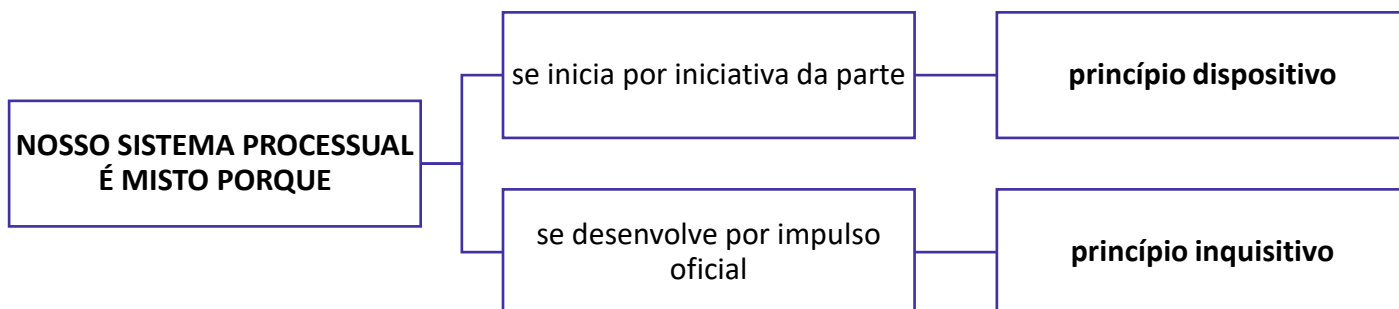 NOSSO SISTEMA PROCESSUAL
É MISTO PORQUE
se inicia por iniciativa da parte
princípio dispositivo
se desenvolve por impulso
oficial
princípio inquisitivo